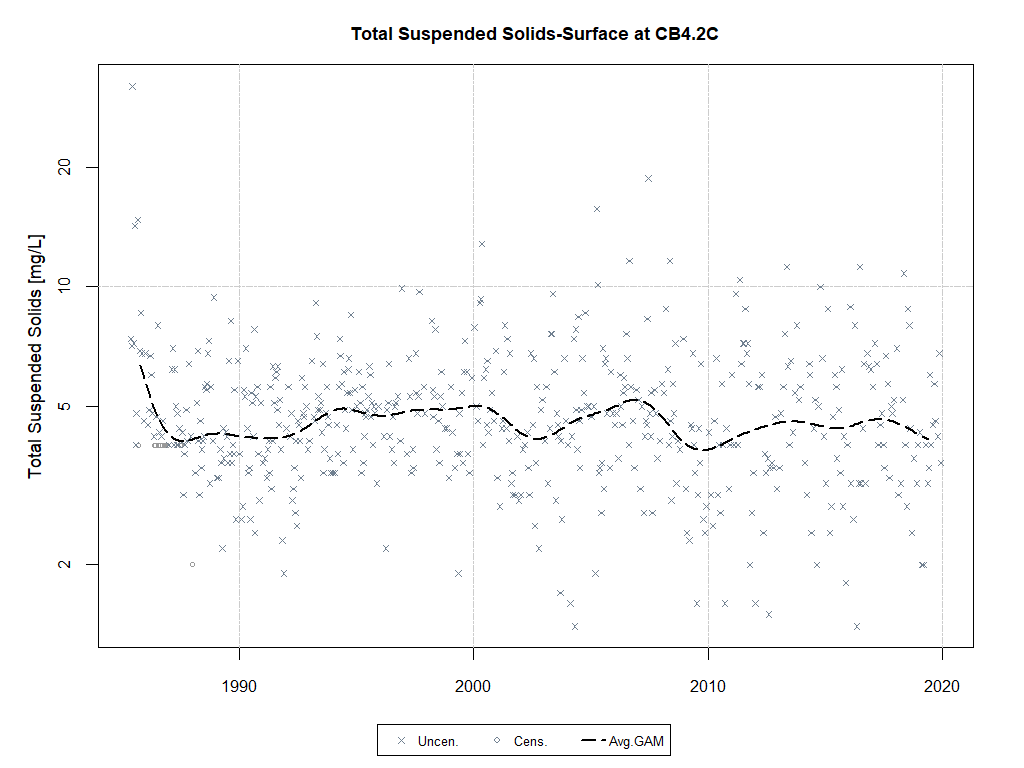 Total Suspended Solids-Surface at CB4.2C
Total Suspended Solids [mg/L]
20
10
5
2
1990 2000 2010 2020
Uncen. Cens. Avg.GAM